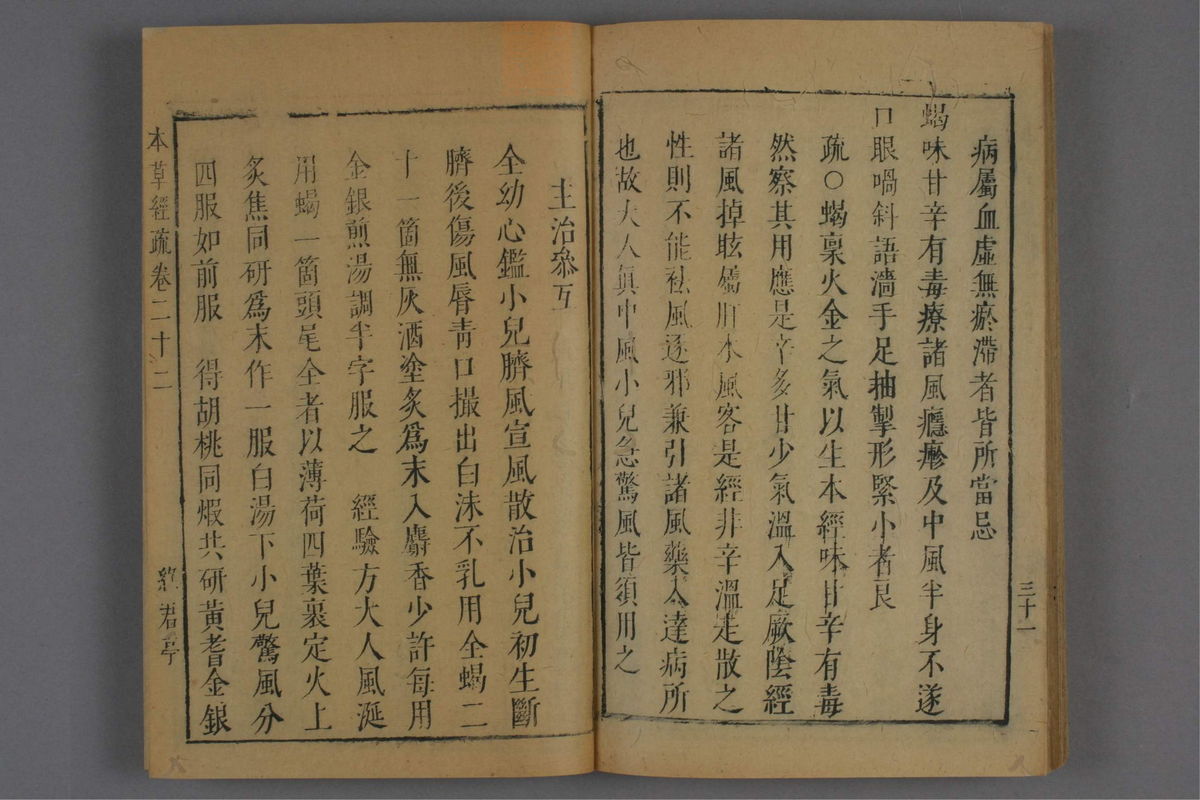 病屬血虛無瘀滯者皆所當忌
蝎味甘辛有毒療諸風癮瘮及中風半身不遂
口眼喎斜語濇手足抽掣形緊小者良
疏○蝎稟火金之氣以生本經味甘辛有毒
然察其用應是辛多甘少氣溫入足厥陰經
諸風掉眩屬肝木風客是經非辛溫走散之
性則不能祛風逐邪兼引諸風藥入達病所
也故大人眞中風小兒急驚風皆須用之
三十一
主治參互
全幼心鑑小兒臍風宣風散治小兒初生斷
臍後傷風脣青口撮出白沫不乳用全蝎二
十一箇無灰酒塗炙爲末入麝香少許每用
金銀煎湯調半字服之　經驗方大人風涎
用蝎一箇頭尾全者以薄荷四葉裹定火上
炙焦同研爲末作一服白湯下小兒驚風分
四服如前服　得胡桃同煅共研黃耆金銀
本草經疏卷二十二
綠君亭